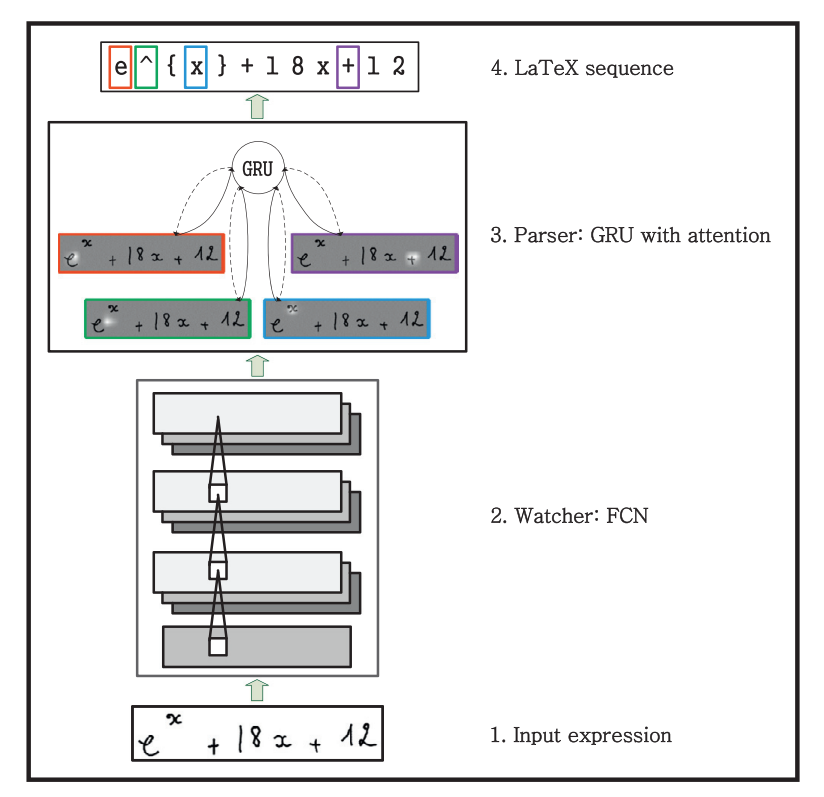 e ^ { x } + 1 8 x + 1 2
4. LaTeX sequence
GRU
e^x + 18x + 12
e^x + 18x + 12
3. Parser: GRU with attention
e^x + 18x + 12
e^x + 18x + 12
2. Watcher: FCN
e^x + 18x + 12
1. Input expression